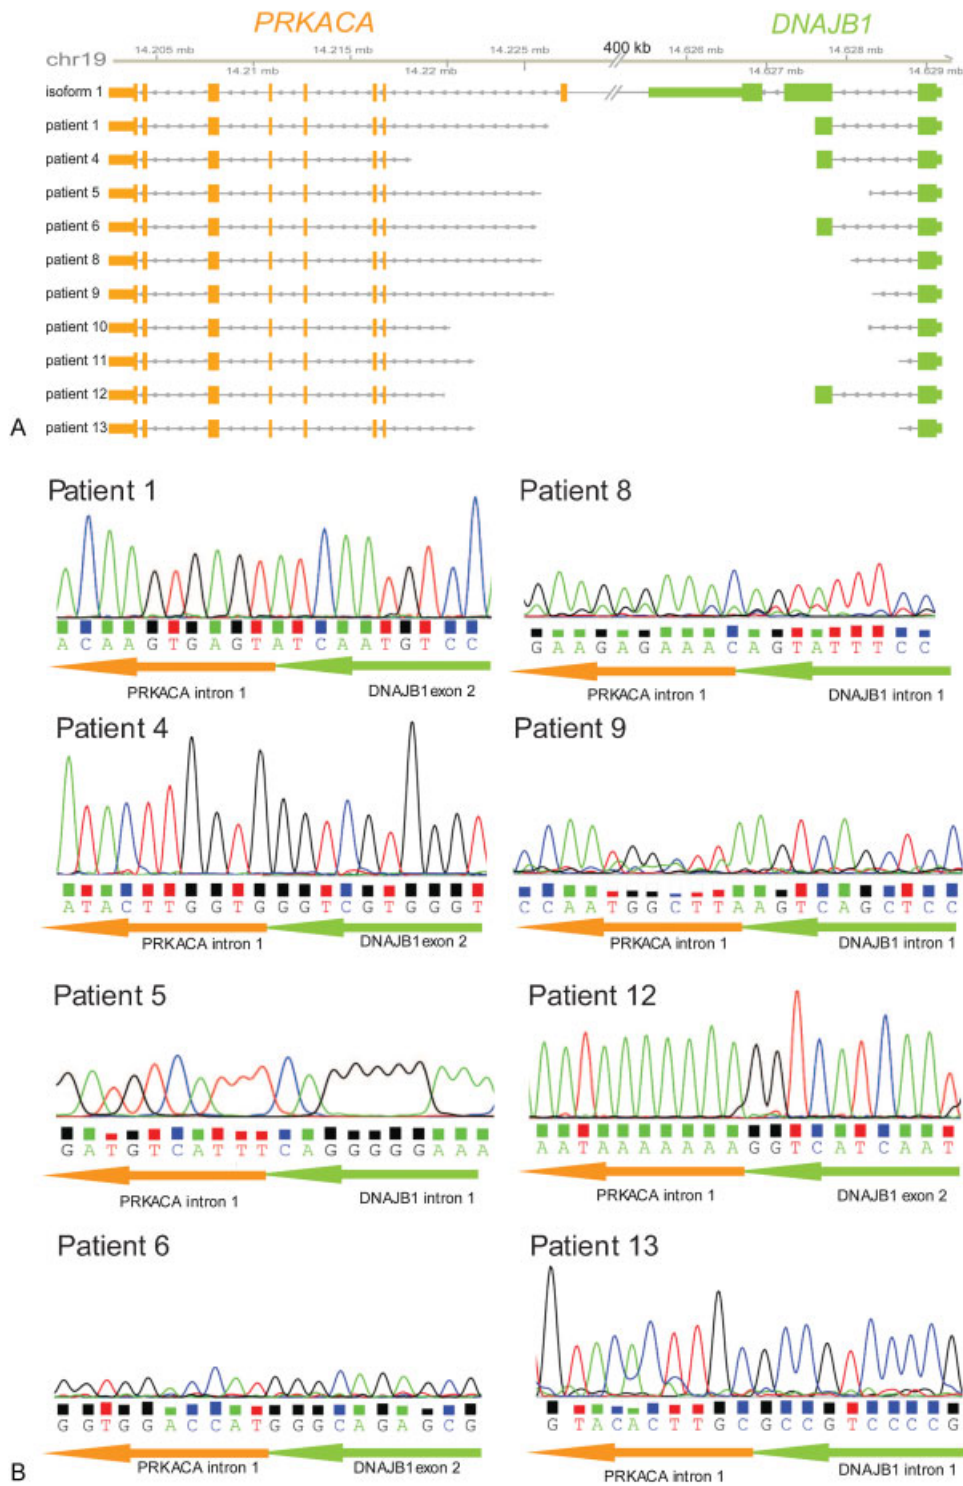 PRKACA DNAJB1
14.205 mb 14.215 mb 14.225 mb 400 kb 14.626 mb 14.628 mb
chr19
14.21 mb 14.22 mb 14.627 mb 14.629 mb
isoform 1
patient 1
patient 4
patient 5
patient 6
patient 8
patient 9
patient 10
patient 11
patient 12
A patient 13
Patient 1
A C A A G T G A G T A T C A A T G T C C
PRKACA intron 1 DNAJB1 exon 2
Patient 8
G A A G A G A A A C A G T A T T T C C
PRKACA intron 1 DNAJB1 intron 1
Patient 4
A T A C T T G G T G G G T C G T G G G T
PRKACA intron 1 DNAJB1 exon 2
Patient 9
C C A A T G G C T T A A G T C A G C T C C
PRKACA intron 1 DNAJB1 intron 1
Patient 5
G A T G T C A T T T C A G G G G G A A A
PRKACA intron 1 DNAJB1 intron 1
Patient 12
A A T A A A A A A A G G T C A T C A A T
PRKACA intron 1 DNAJB1 exon 2
Patient 6
G G T G G A C C A T G G G C A G A G C G
PRKACA intron 1 DNAJB1 exon 2
Patient 13
G T A C A C T T G C G C C G T C C C C G
PRKACA intron 1 DNAJB1 intron 1
B